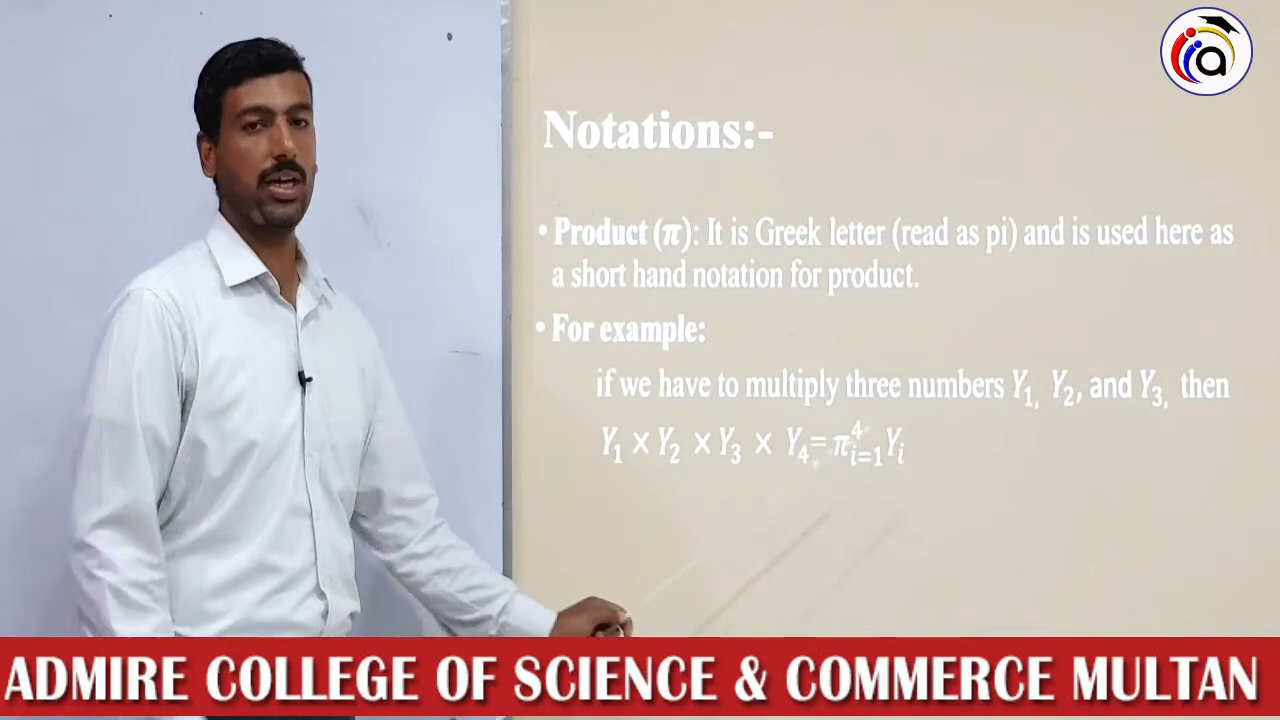 a
Notations:-
• Product (π): It is Greek letter (read as pi) and is used here as
a short hand notation for product.
• For example:
if we have to multiply three numbers Y₁, Y₂, and Y₃, then
Y₁ × Y₂ × Y₃ × Y₄= π⁴ᵢ₌₁Yᵢ
ADMIRE COLLEGE OF SCIENCE & COMMERCE MULTAN